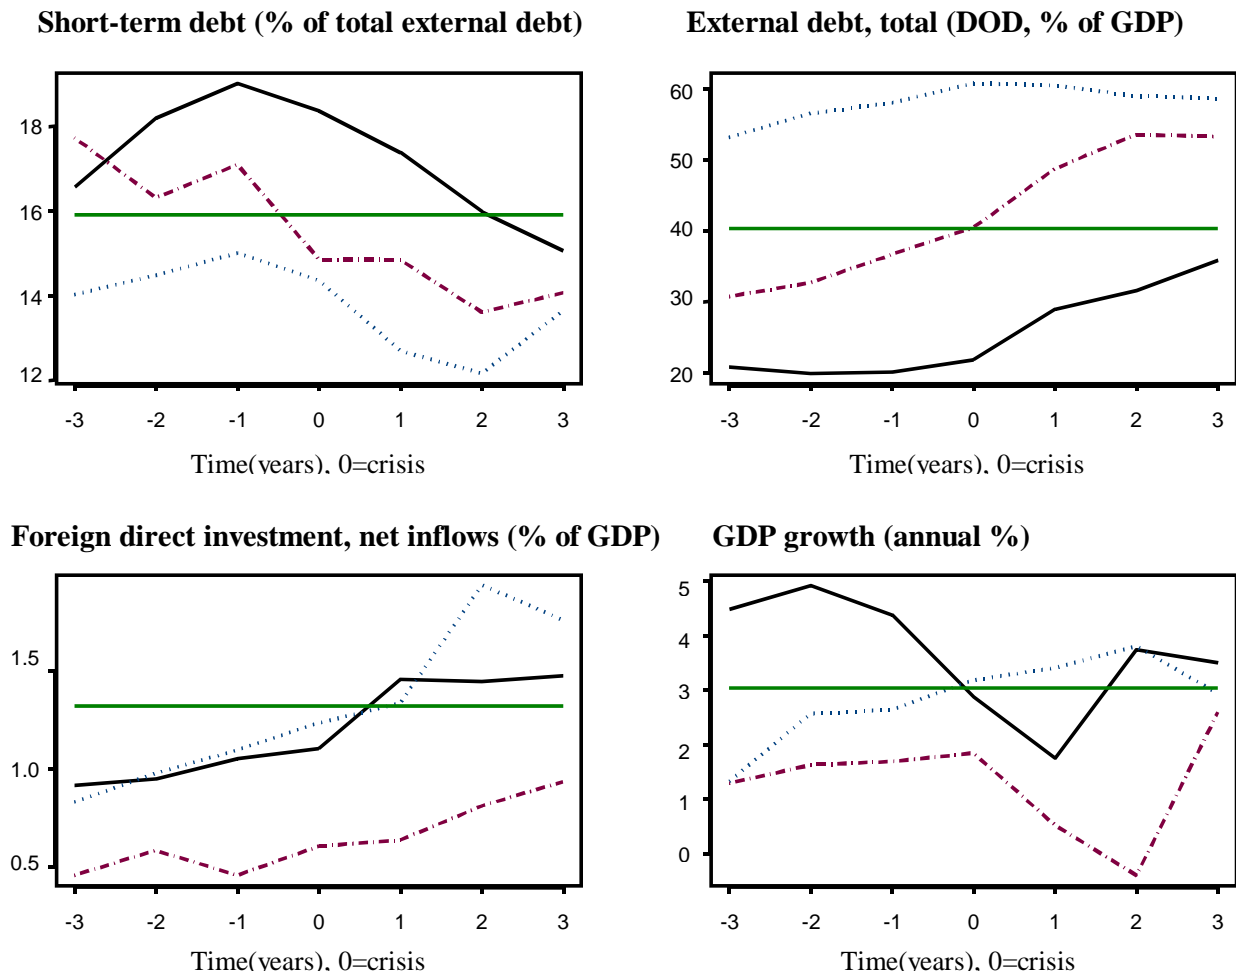 Short-term debt (% of total external debt)
18
16
14
12
-3 -2 -1 0 1 2 3
Time(years), 0=crisis
External debt, total (DOD, % of GDP)
60
50
40
30
20
-3 -2 -1 0 1 2 3
Time(years), 0=crisis
Foreign direct investment, net inflows (% of GDP)
1.5
1.0
0.5
-3 -2 -1 0 1 2 3
Time(years), 0=crisis
GDP growth (annual %)
5
4
3
2
1
0
-3 -2 -1 0 1 2 3
Time(years), 0=crisis